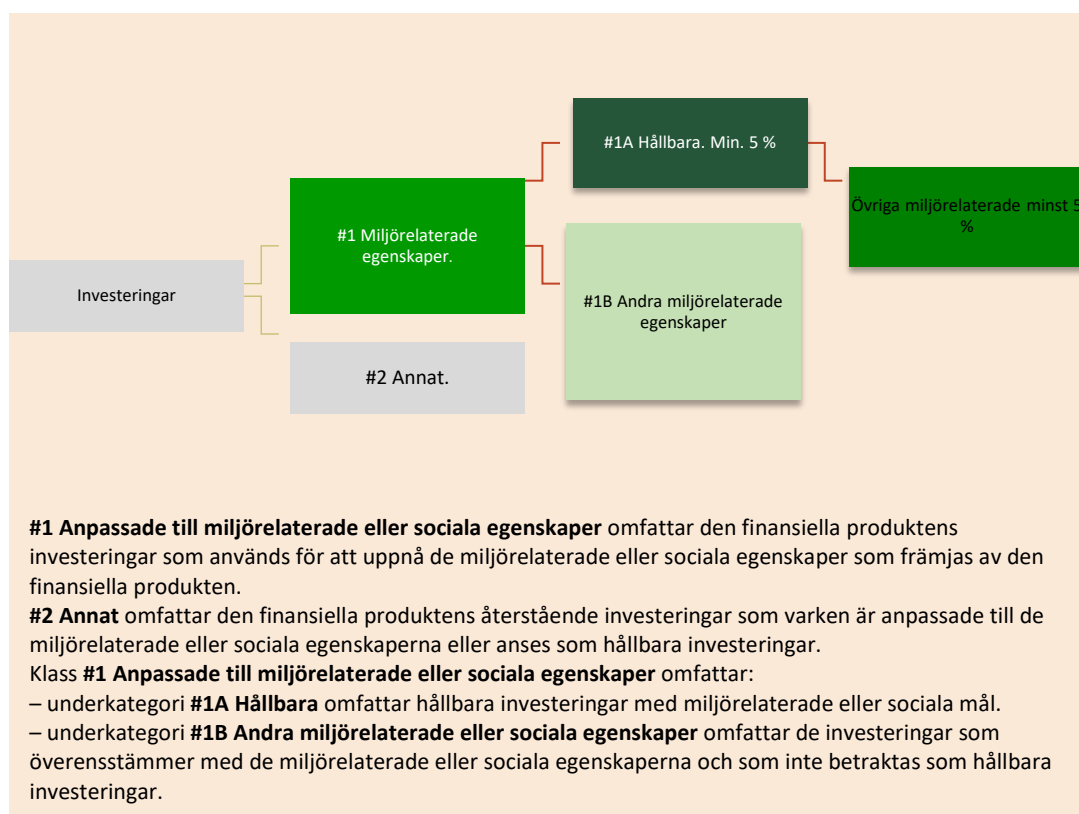 #1A Hållbara. Min. 5 %
#1 Miljörelaterade
egenskaper.
Övriga miljörelaterade minst 5
%
Investeringar
#1B Andra miljörelaterade
egenskaper
#2 Annat.
#1 Anpassade till miljörelaterade eller sociala egenskaper omfattar den finansiella produktens
investeringar som används för att uppnå de miljörelaterade eller sociala egenskaper som främjas av den
finansiella produkten.
#2 Annat omfattar den finansiella produktens återstående investeringar som varken är anpassade till de
miljörelaterade eller sociala egenskaperna eller anses som hållbara investeringar.
Klass #1 Anpassade till miljörelaterade eller sociala egenskaper omfattar:
– underkategori #1A Hållbara omfattar hållbara investeringar med miljörelaterade eller sociala mål.
– underkategori #1B Andra miljörelaterade eller sociala egenskaper omfattar de investeringar som
överensstämmer med de miljörelaterade eller sociala egenskaperna och som inte betraktas som hållbara
investeringar.